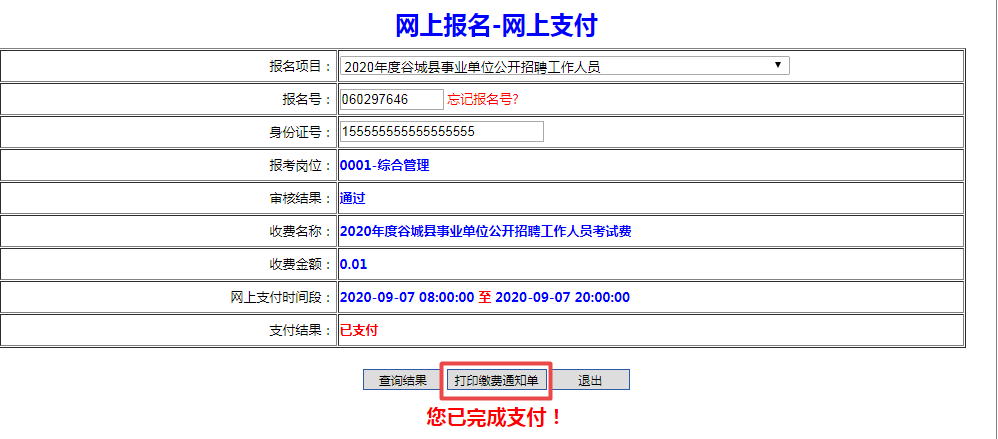 网上报名-网上支付
报名项目： 2020年度谷城县事业单位公开招聘工作人员
报名号： 060297646 忘记报名号?
身份证号： 155555555555555555
报考岗位： 0001-综合管理
审核结果： 通过
收费名称： 2020年度谷城县事业单位公开招聘工作人员考试费
收费金额： 0.01
网上支付时间段： 2020-09-07 08:00:00 至 2020-09-07 20:00:00
支付结果： 已支付
查询结果 打印缴费通知单 退出
您已完成支付！